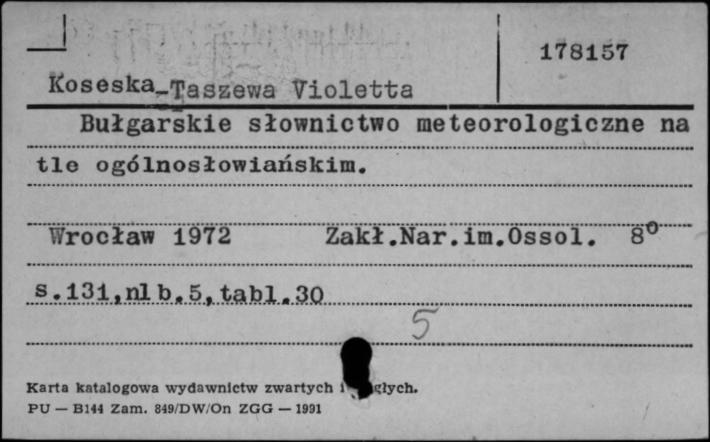 178157
Koseska-Taszewa Violetta
Bułgarskie słownictwo meteorologiczne na
tle ogólnosłowiańskim.
Wrocław 1972 Zakł.Nar.im.Ossol. 8°
s.131,nlb.5,tabl.30
5
Karta katalogowa wydawnictw zwartych i
PU — B144 Zam. 849/DW/On ZGG — 1991